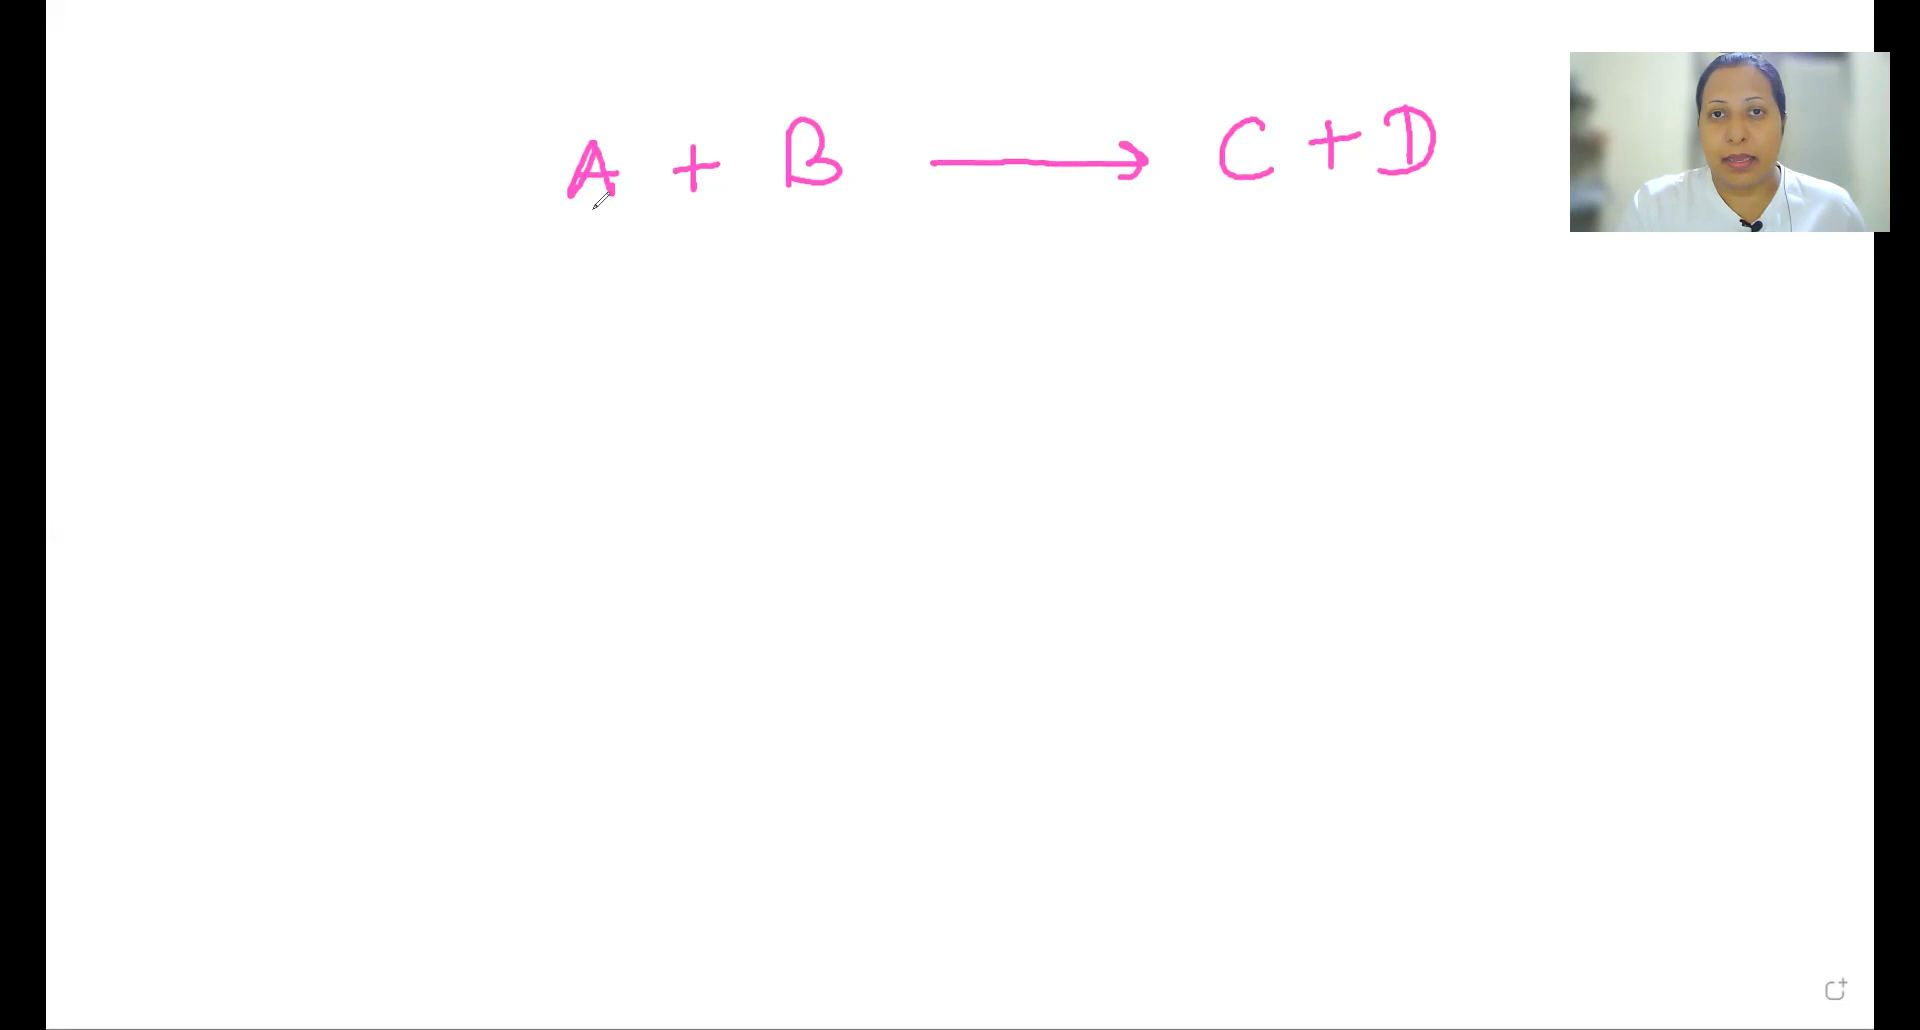 A + B ⟶ C + D